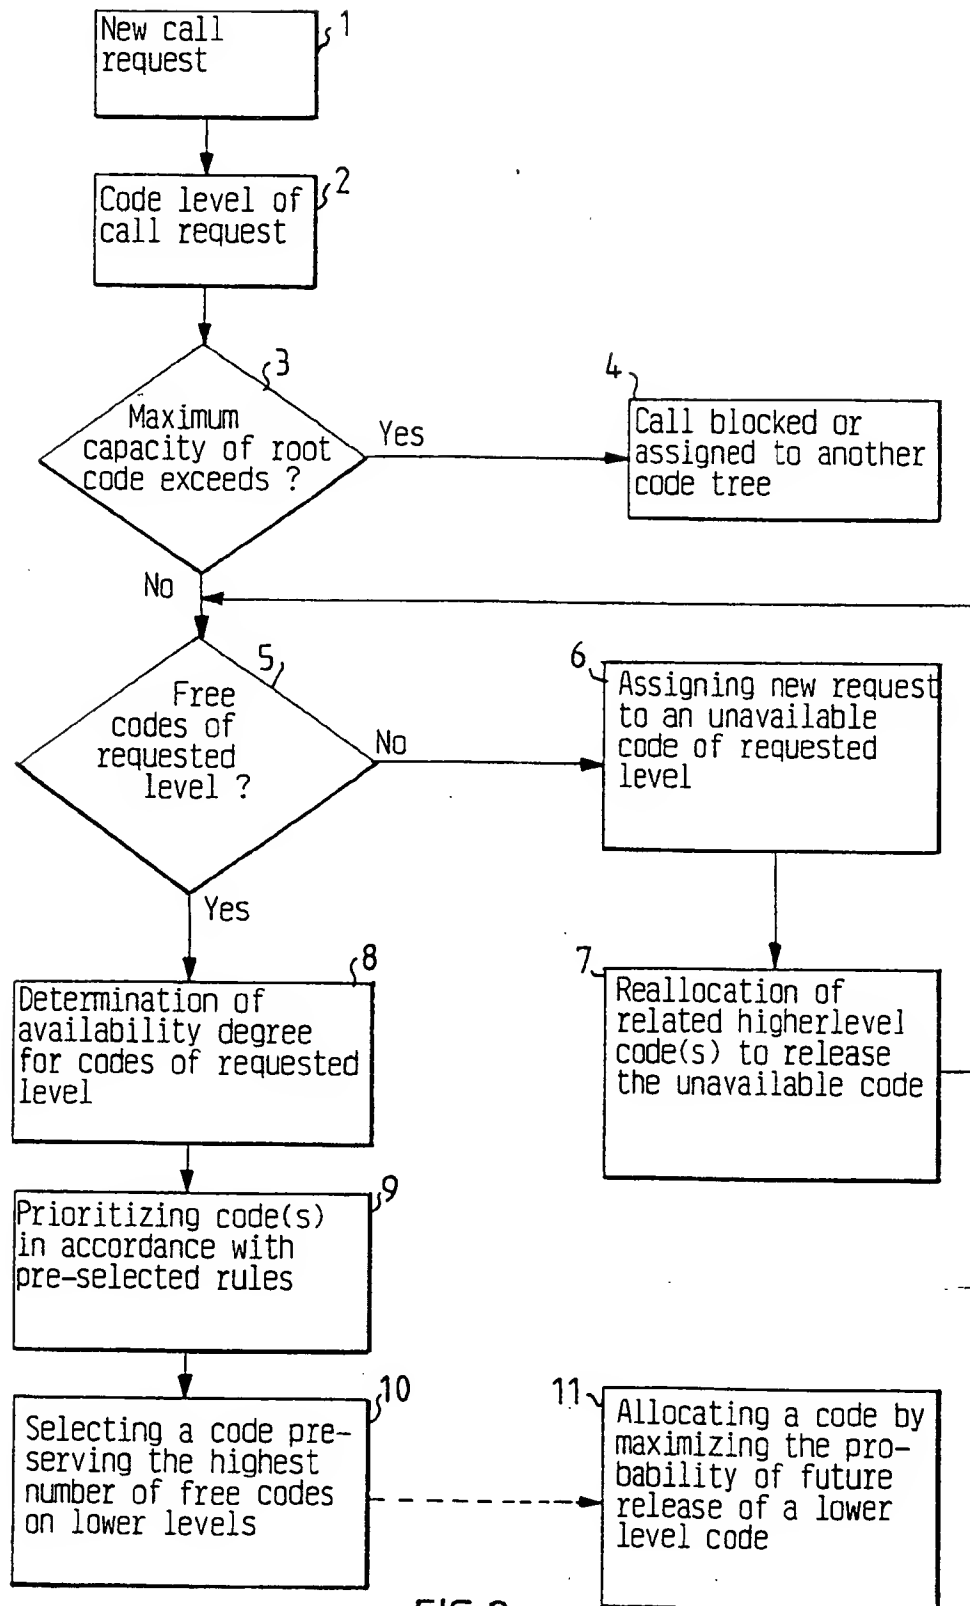 New call
request
1
Code level of
call request
2
3
Maximum
capacity of root
code exceeds ?
Yes
4
Call blocked or
assigned to another
code tree
No
5
Free
codes of
requested
level ?
No
6
Assigning new request
to an unavailable
code of requested
level
Yes
7
Reallocation of
related higherlevel
code(s) to release
the unavailable code
8
Determination of
availability degree
for codes of requested
level
9
Prioritizing code(s)
in accordance with
pre-selected rules
10
Selecting a code pre-
serving the highest
number of free codes
on lower levels
11
Allocating a code by
maximizing the pro-
bability of future
release of a lower
level code